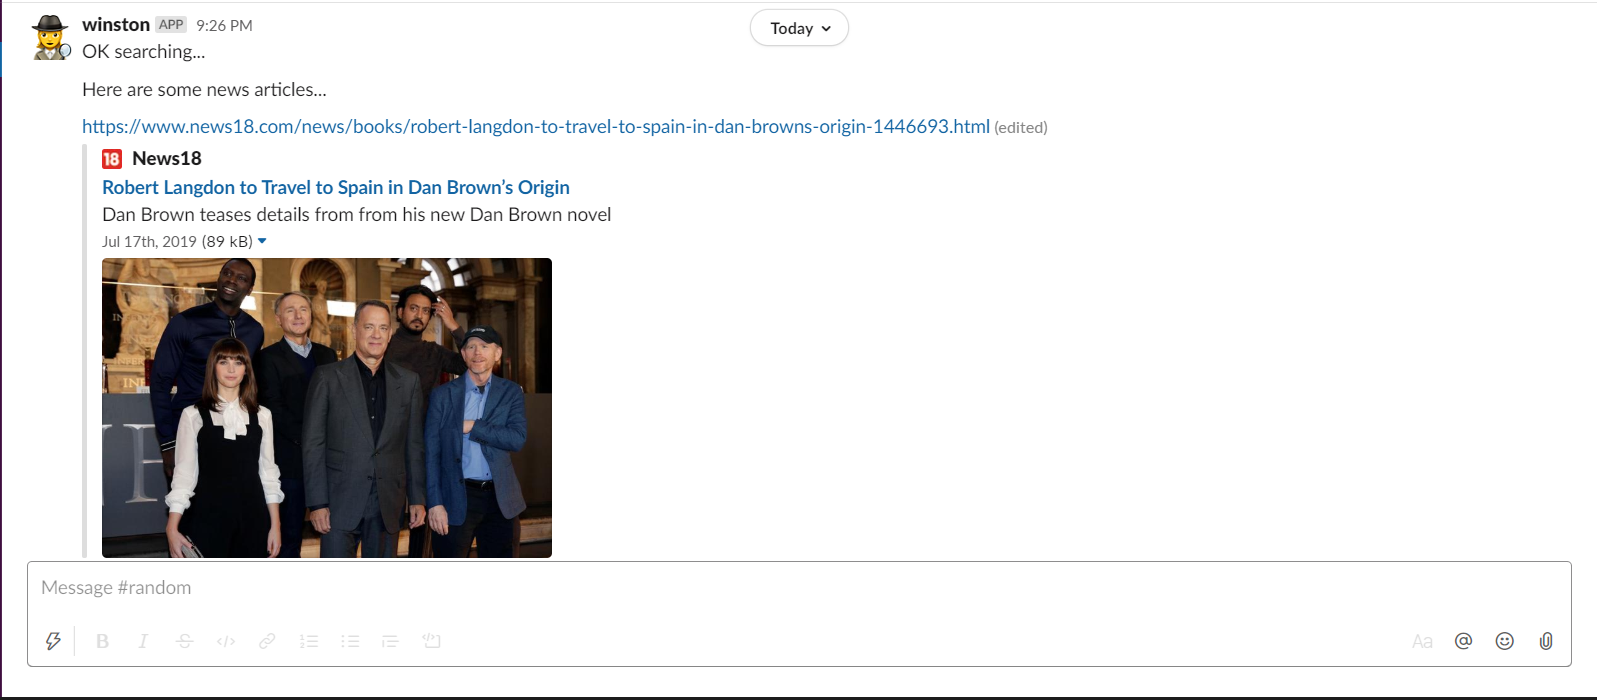 Today
winston APP 9:26 PM
OK searching...
Here are some news articles...
https://www.news18.com/news/books/robert-langdon-to-travel-to-spain-in-dan-browns-origin-1446693.html (edited)
18 News18
Robert Langdon to Travel to Spain in Dan Brown's Origin
Dan Brown teases details from from his new Dan Brown novel
Jul 17th, 2019 (89 kB)
Message #random
B I S </> Aa @